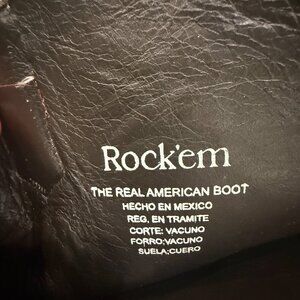 Rock'em
THE REAL AMERICAN BOOT
HECHO EN MEXICO
REG. EN TRAMITE
CORTE: VACUNO
FORRO:VACUNO
SUELA:CUERO